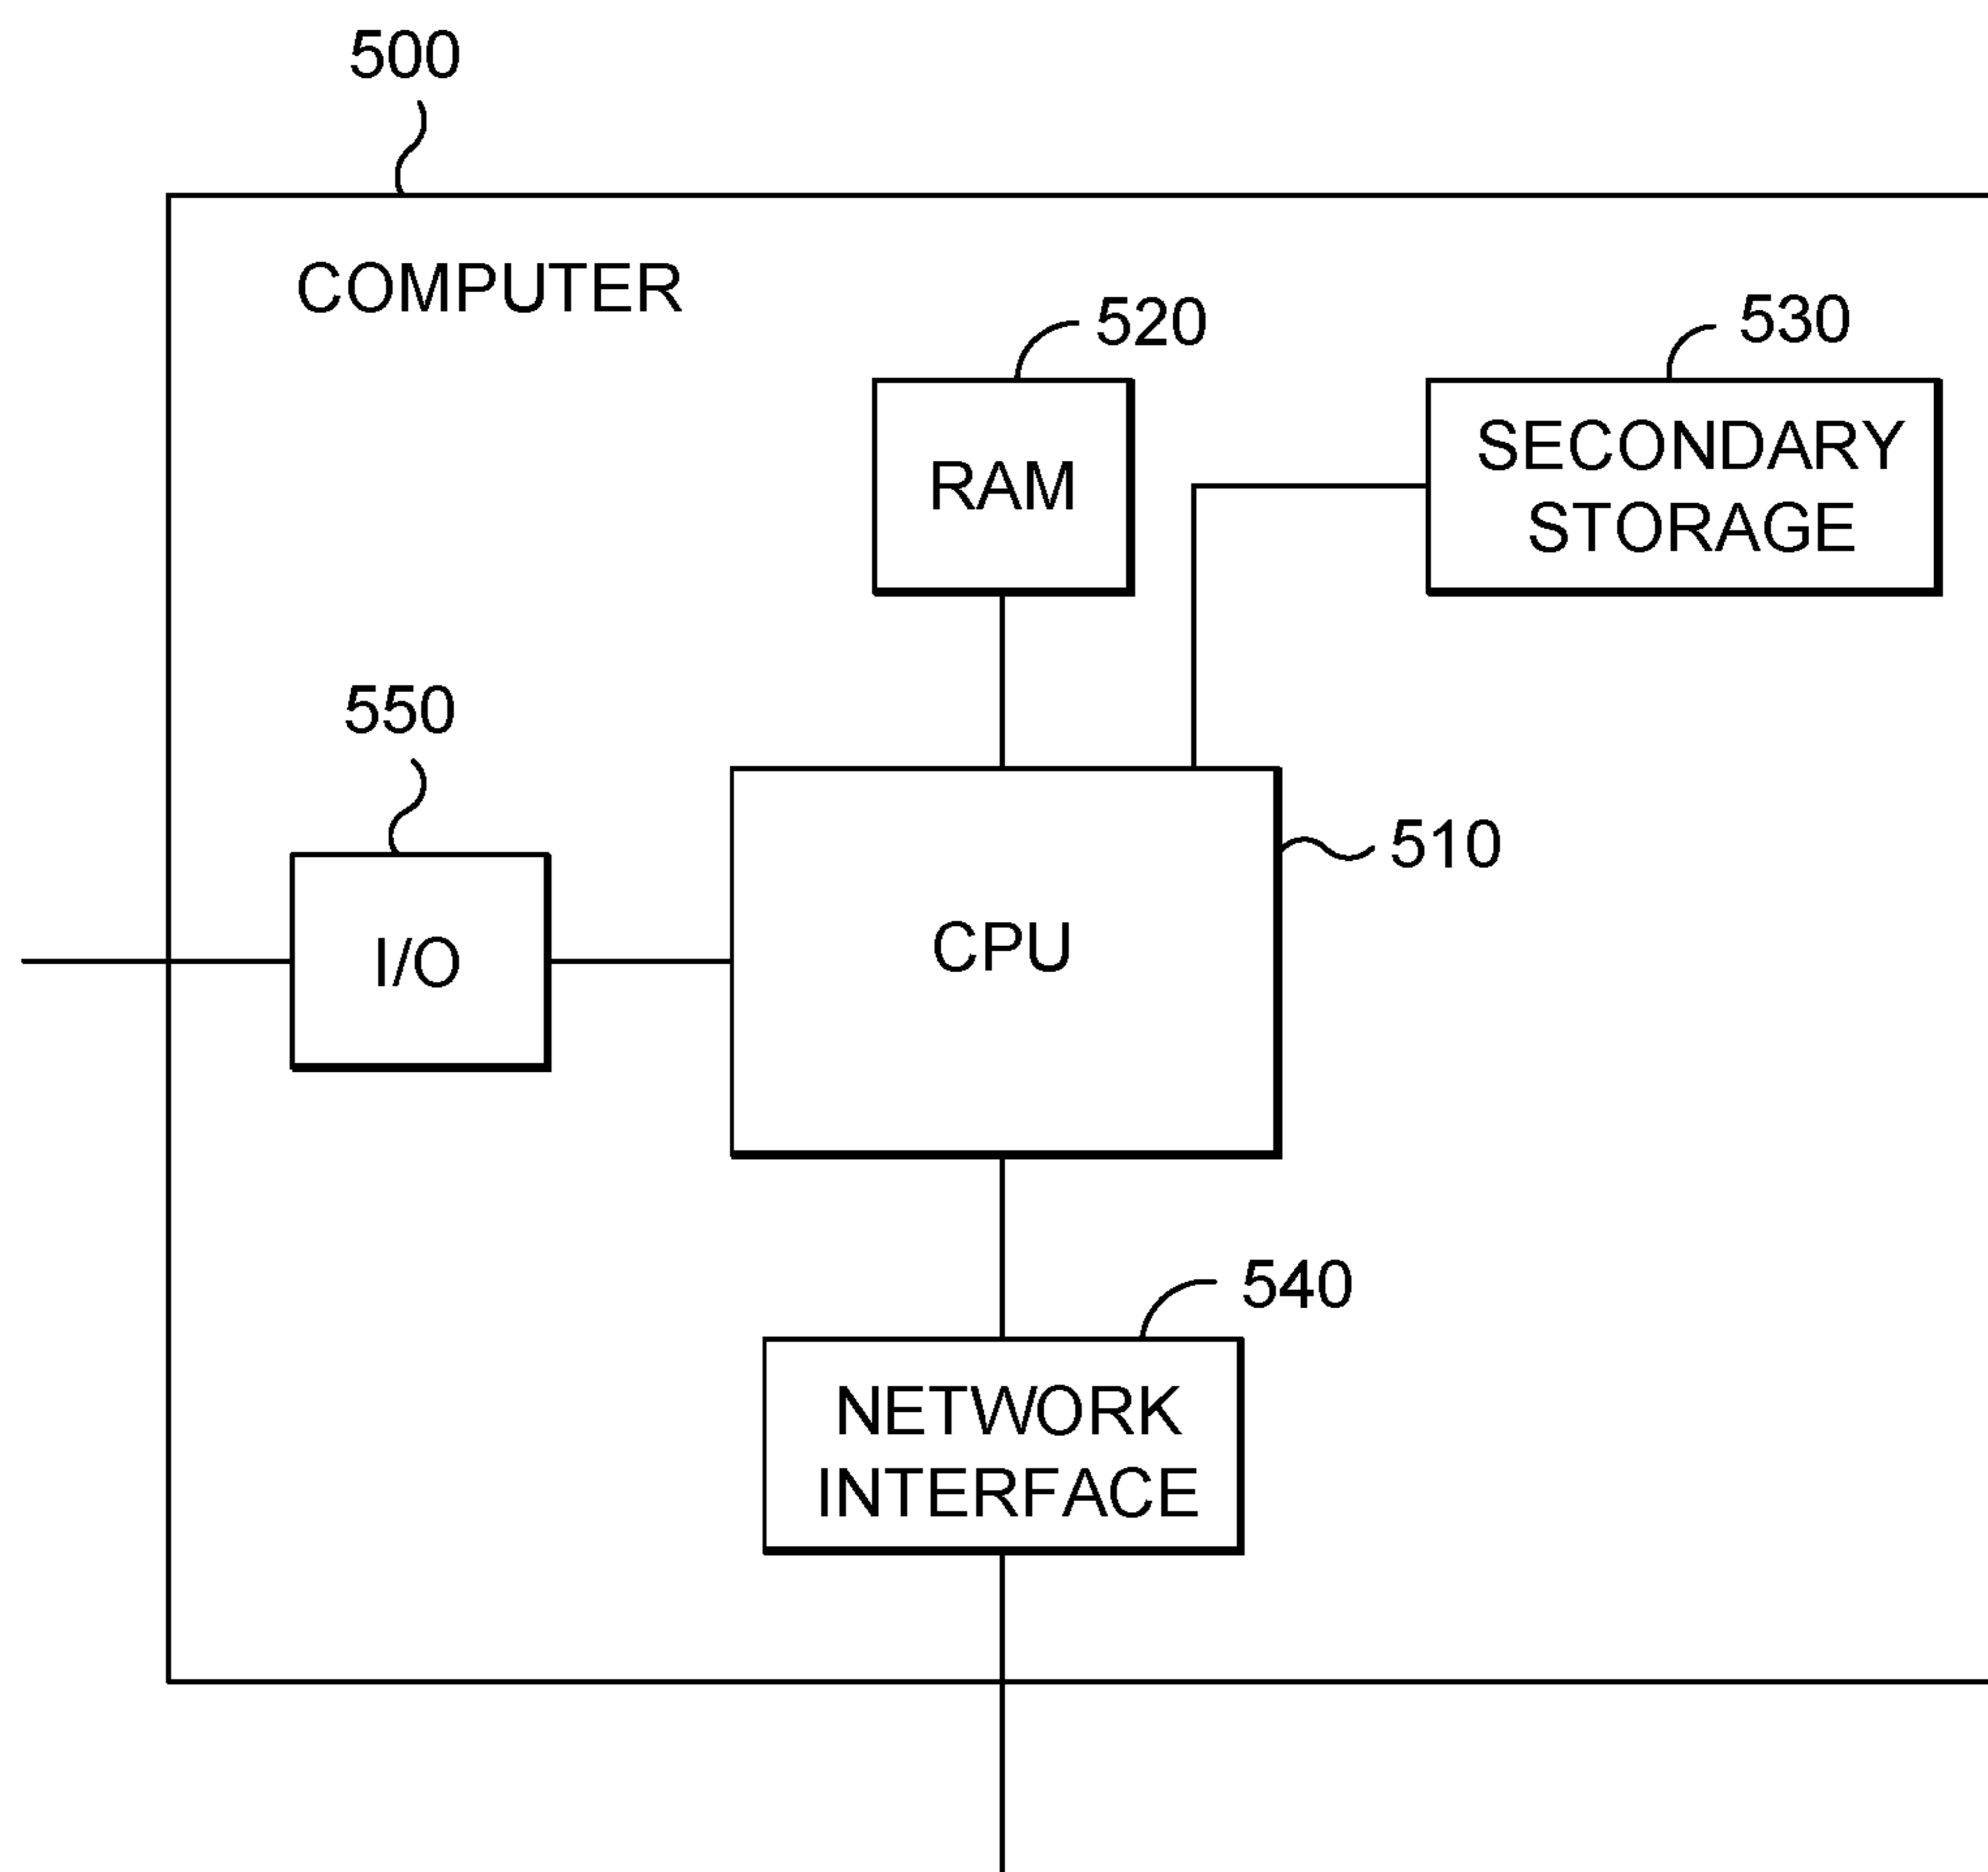 500
COMPUTER
520
530
RAM
SECONDARY
STORAGE
550
510
CPU
I/O
540
NETWORK
INTERFACE